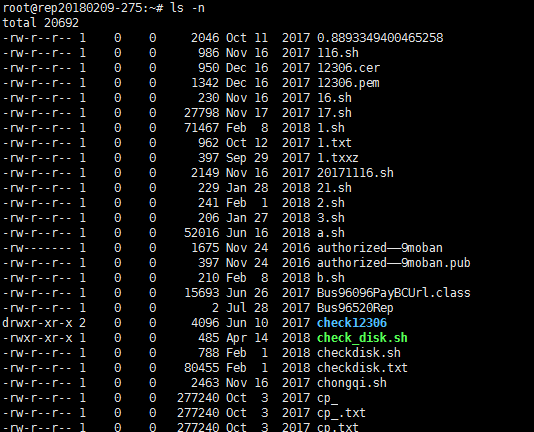 root@rep20180209-275:~# ls -n
total 20692
-rw-r--r-- 1    0    0     2046 Oct 11  2017 0.8893349400465258
-rw-r--r-- 1    0    0      986 Nov 16  2017 116.sh
-rw-r--r-- 1    0    0      950 Dec 16  2017 12306.cer
-rw-r--r-- 1    0    0     1342 Dec 16  2017 12306.pem
-rw-r--r-- 1    0    0      230 Nov 16  2017 16.sh
-rw-r--r-- 1    0    0    27798 Nov 17  2017 17.sh
-rw-r--r-- 1    0    0    71467 Feb  8  2018 1.sh
-rw-r--r-- 1    0    0      962 Oct 12  2017 1.txt
-rw-r--r-- 1    0    0      397 Sep 29  2017 1.txxz
-rw-r--r-- 1    0    0     2149 Nov 16  2017 20171116.sh
-rw-r--r-- 1    0    0      229 Jan 28  2018 21.sh
-rw-r--r-- 1    0    0      241 Feb  1  2018 2.sh
-rw-r--r-- 1    0    0      206 Jan 27  2018 3.sh
-rw-r--r-- 1    0    0    52016 Jun 16  2018 a.sh
-rw------- 1    0    0     1675 Nov 24  2016 authorized——9moban
-rw-r--r-- 1    0    0      397 Nov 24  2016 authorized——9moban.pub
-rw-r--r-- 1    0    0      210 Feb  8  2018 b.sh
-rw-r--r-- 1    0    0    15693 Jun 26  2017 Bus96096PayBCUrl.class
-rw-r--r-- 1    0    0        2 Jul 28  2017 Bus96520Rep
drwxr-xr-x 2    0    0     4096 Jun 10  2017 check12306
-rwxr-xr-x 1    0    0      485 Apr 14  2018 check_disk.sh
-rw-r--r-- 1    0    0      788 Feb  1  2018 checkdisk.sh
-rw-r--r-- 1    0    0    80455 Feb  1  2018 checkdisk.txt
-rw-r--r-- 1    0    0     2463 Nov 16  2017 chongqi.sh
-rw-r--r-- 1    0    0   277240 Oct  3  2017 cp_
-rw-r--r-- 1    0    0   277240 Oct  3  2017 cp_.txt
-rw-r--r-- 1    0    0   277240 Oct  3  2017 cp.txt